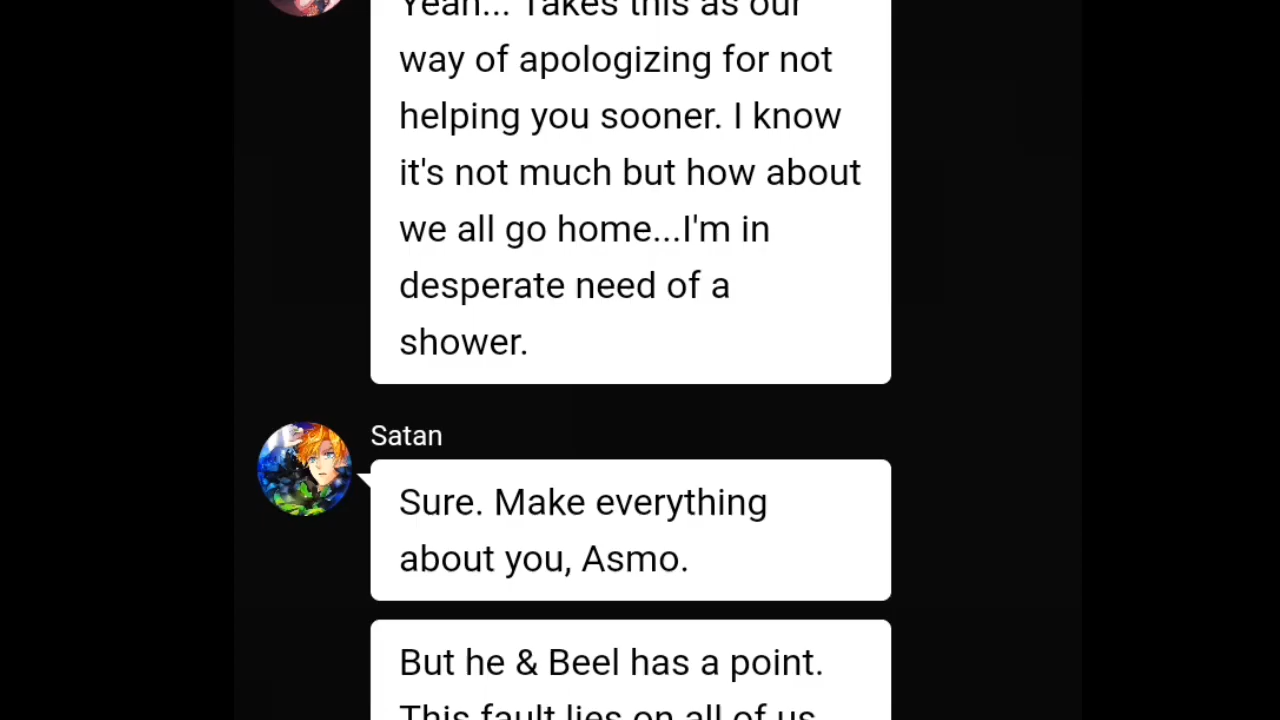 Yeah... Takes this as our
way of apologizing for not
helping you sooner. I know
it's not much but how about
we all go home...I'm in
desperate need of a
shower.
Satan
Sure. Make everything
about you, Asmo.
But he & Beel has a point.
This fault lies on all of us